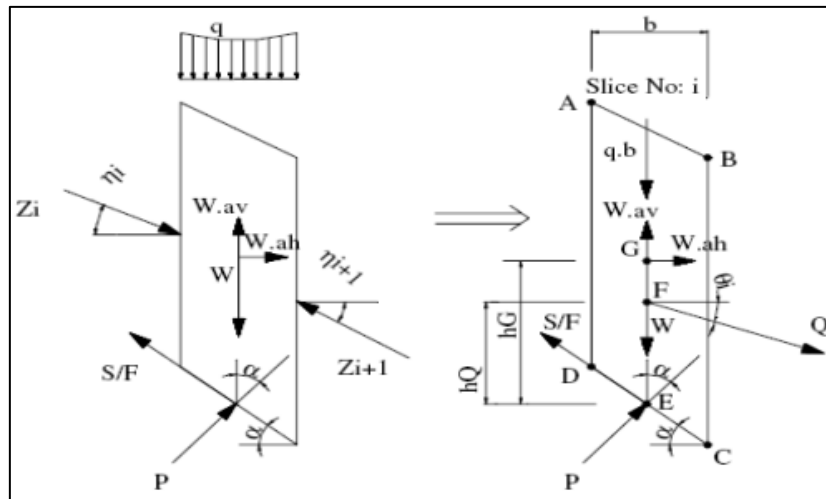 q
ηi
Zi
W.av
W.ah
W
ηi+1
Zi+1
S/F
α
α
P
b
Slice No: i
A
B
q.b
W.av
G
W.ah
θi
F
Q
W
hG
hQ
S/F
D
α
E
α
C
P